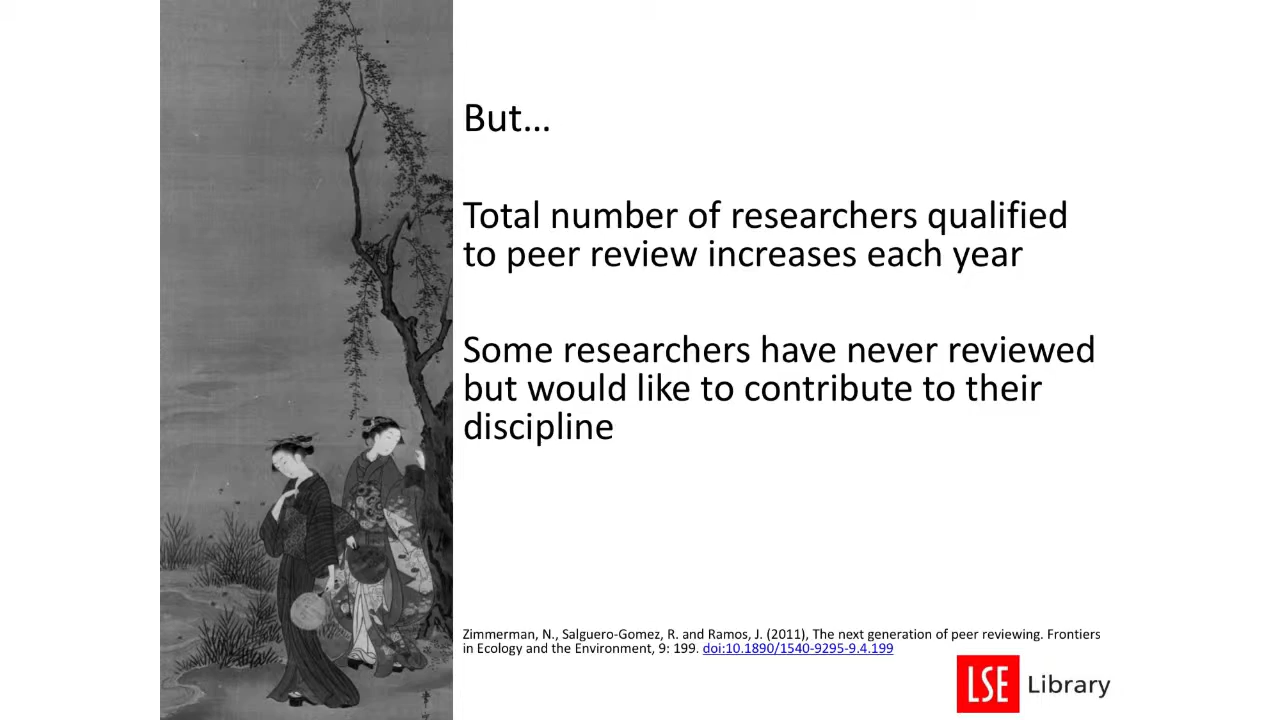 But...
Total number of researchers qualified
to peer review increases each year
Some researchers have never reviewed
but would like to contribute to their
discipline
Zimmerman, N., Salguero-Gomez, R. and Ramos, J. (2011), The next generation of peer reviewing. Frontiers
in Ecology and the Environment, 9: 199. doi:10.1890/1540-9295-9.4.199
LSE Library